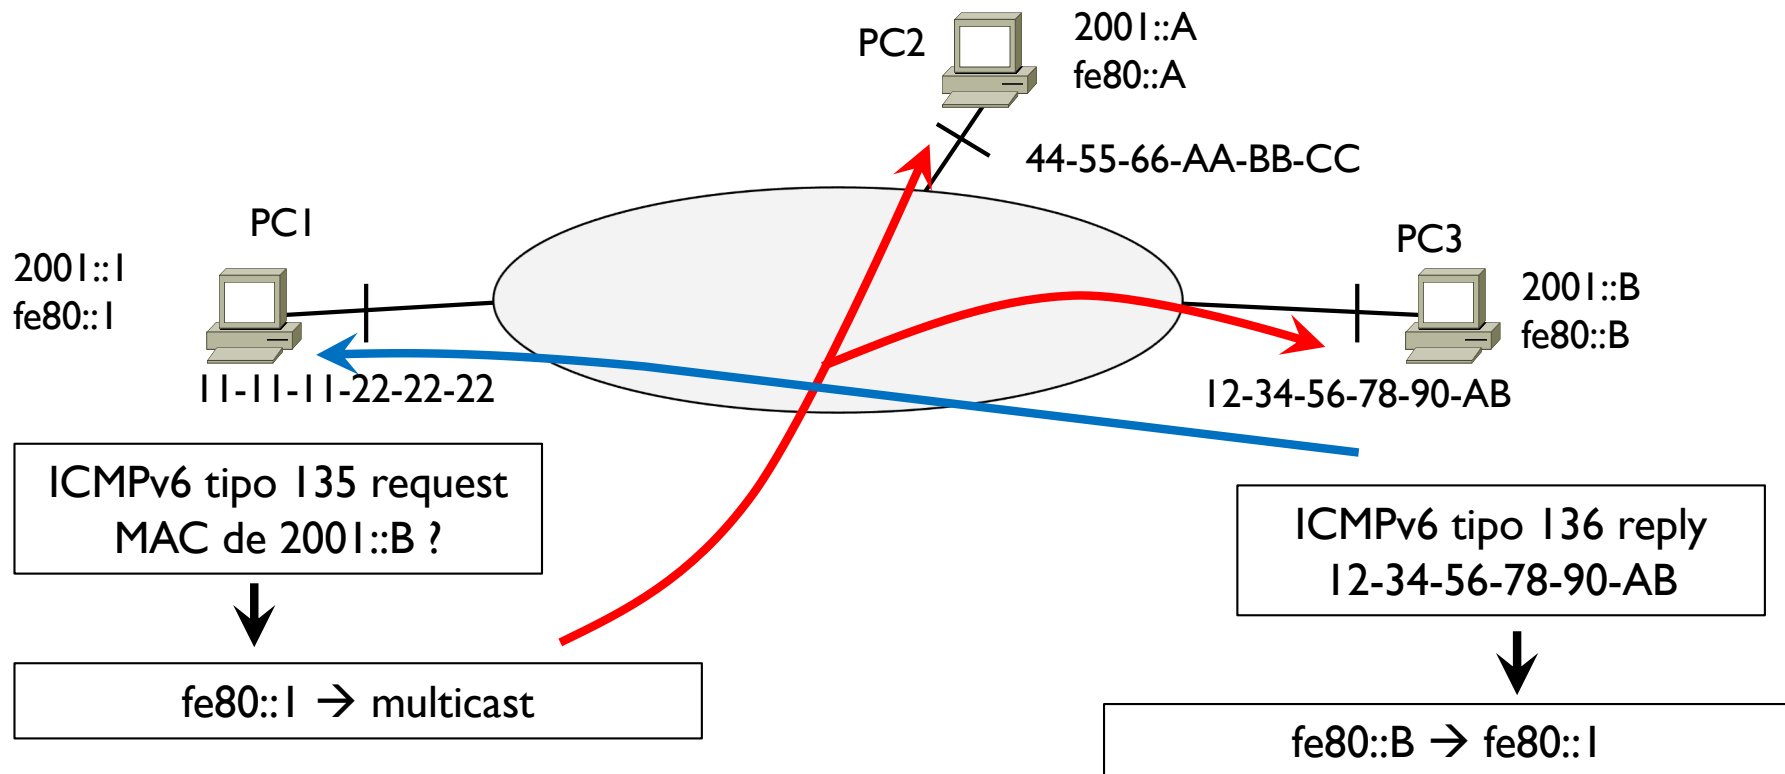 PC2
2001::A
fe80::A
44-55-66-AA-BB-CC
PC1
2001::1
fe80::1
11-11-11-22-22-22
PC3
2001::B
fe80::B
12-34-56-78-90-AB
ICMPv6 tipo 135 request
MAC de 2001::B ?
fe80::1 → multicast
ICMPv6 tipo 136 reply
12-34-56-78-90-AB
fe80::B → fe80::1